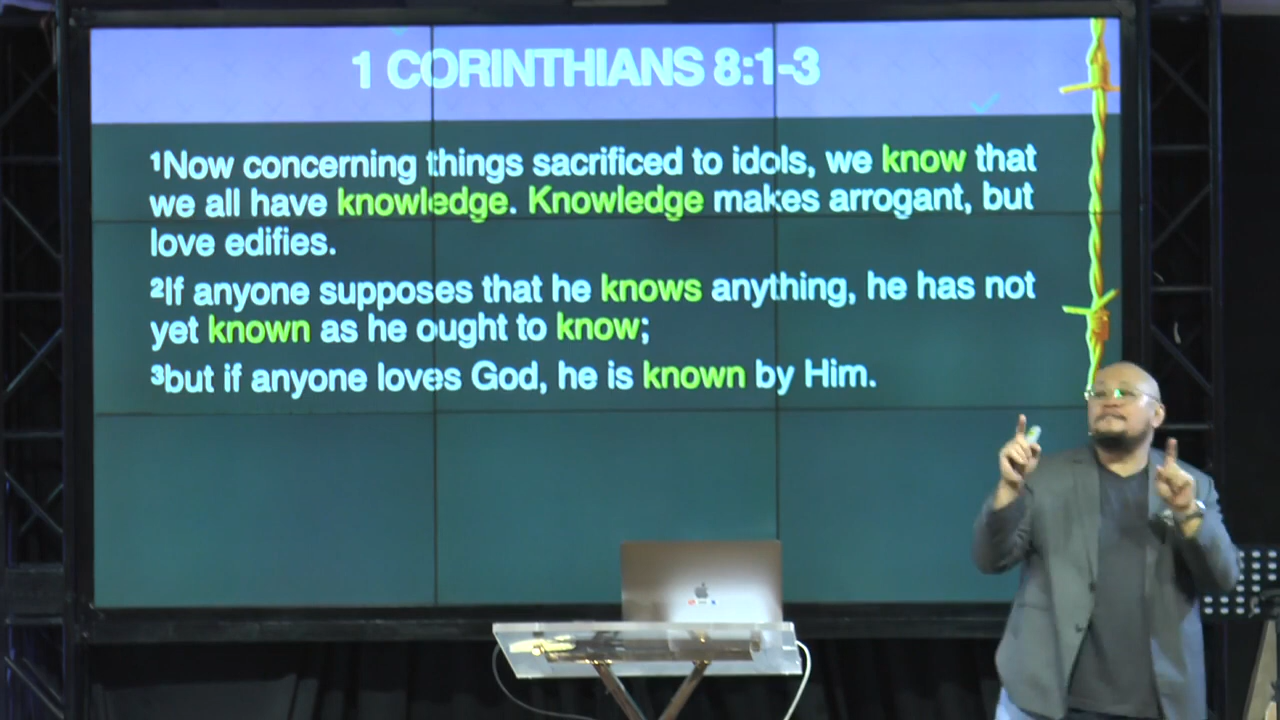 1 CORINTHIANS 8:1-3
¹Now concerning things sacrificed to idols, we know that
we all have knowledge. Knowledge makes arrogant, but
love edifies.
²If anyone supposes that he knows anything, he has not
yet known as he ought to know;
³but if anyone loves God, he is known by Him.